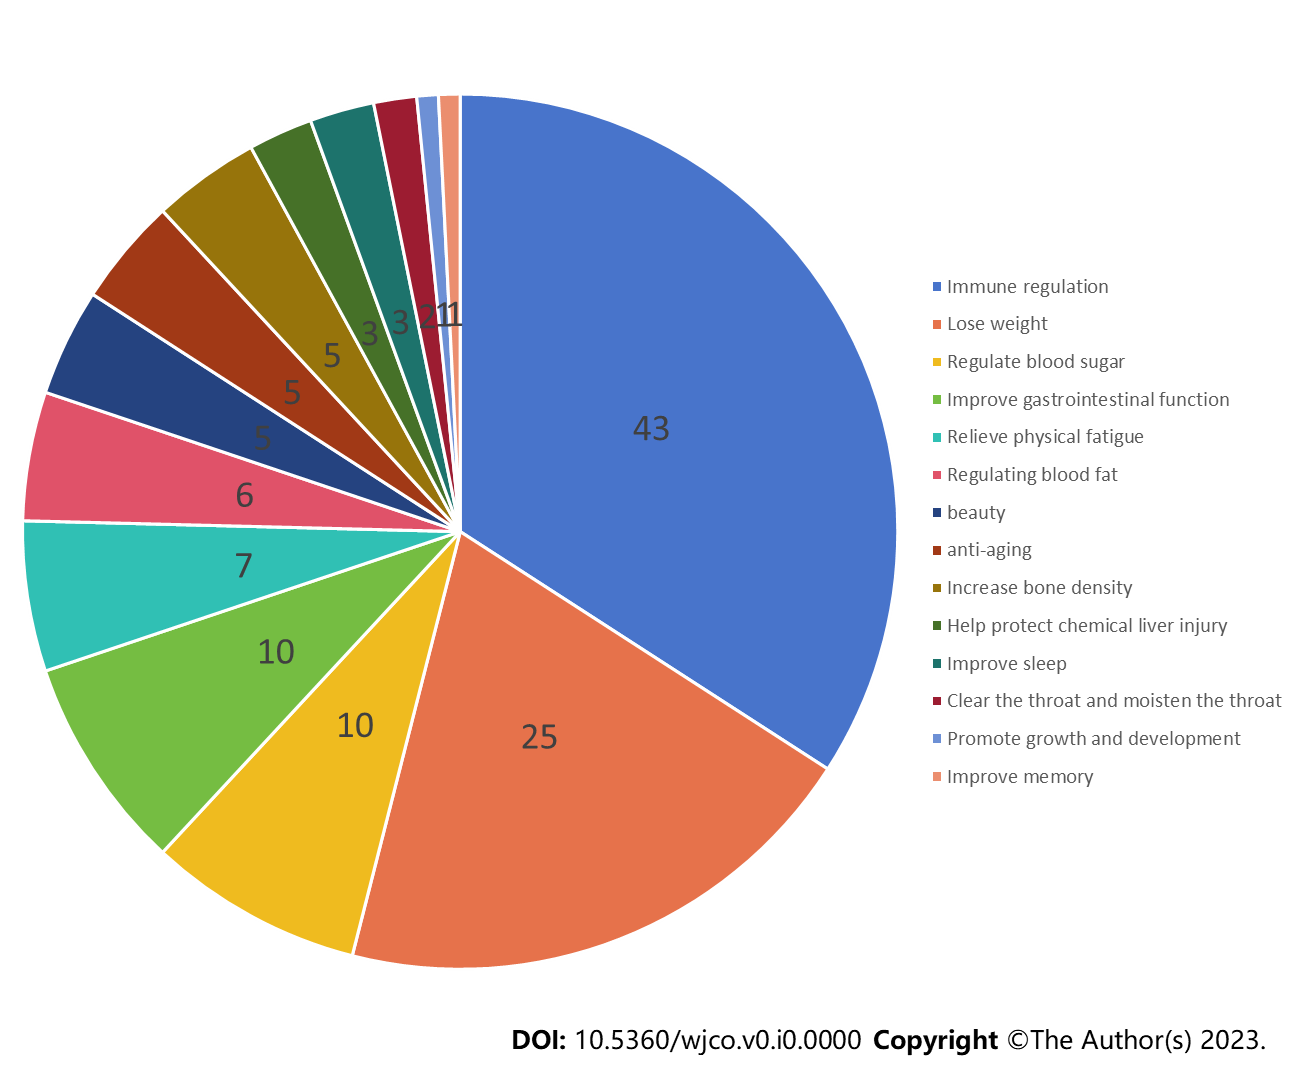 43
25
10
10
7
6
5
5
5
3
3
2
1
1
Immune regulation
Lose weight
Regulate blood sugar
Improve gastrointestinal function
Relieve physical fatigue
Regulating blood fat
beauty
anti-aging
Increase bone density
Help protect chemical liver injury
Improve sleep
Clear the throat and moisten the throat
Promote growth and development
Improve memory
DOI: 10.5360/wjco.v0.i0.0000 Copyright ©The Author(s) 2023.